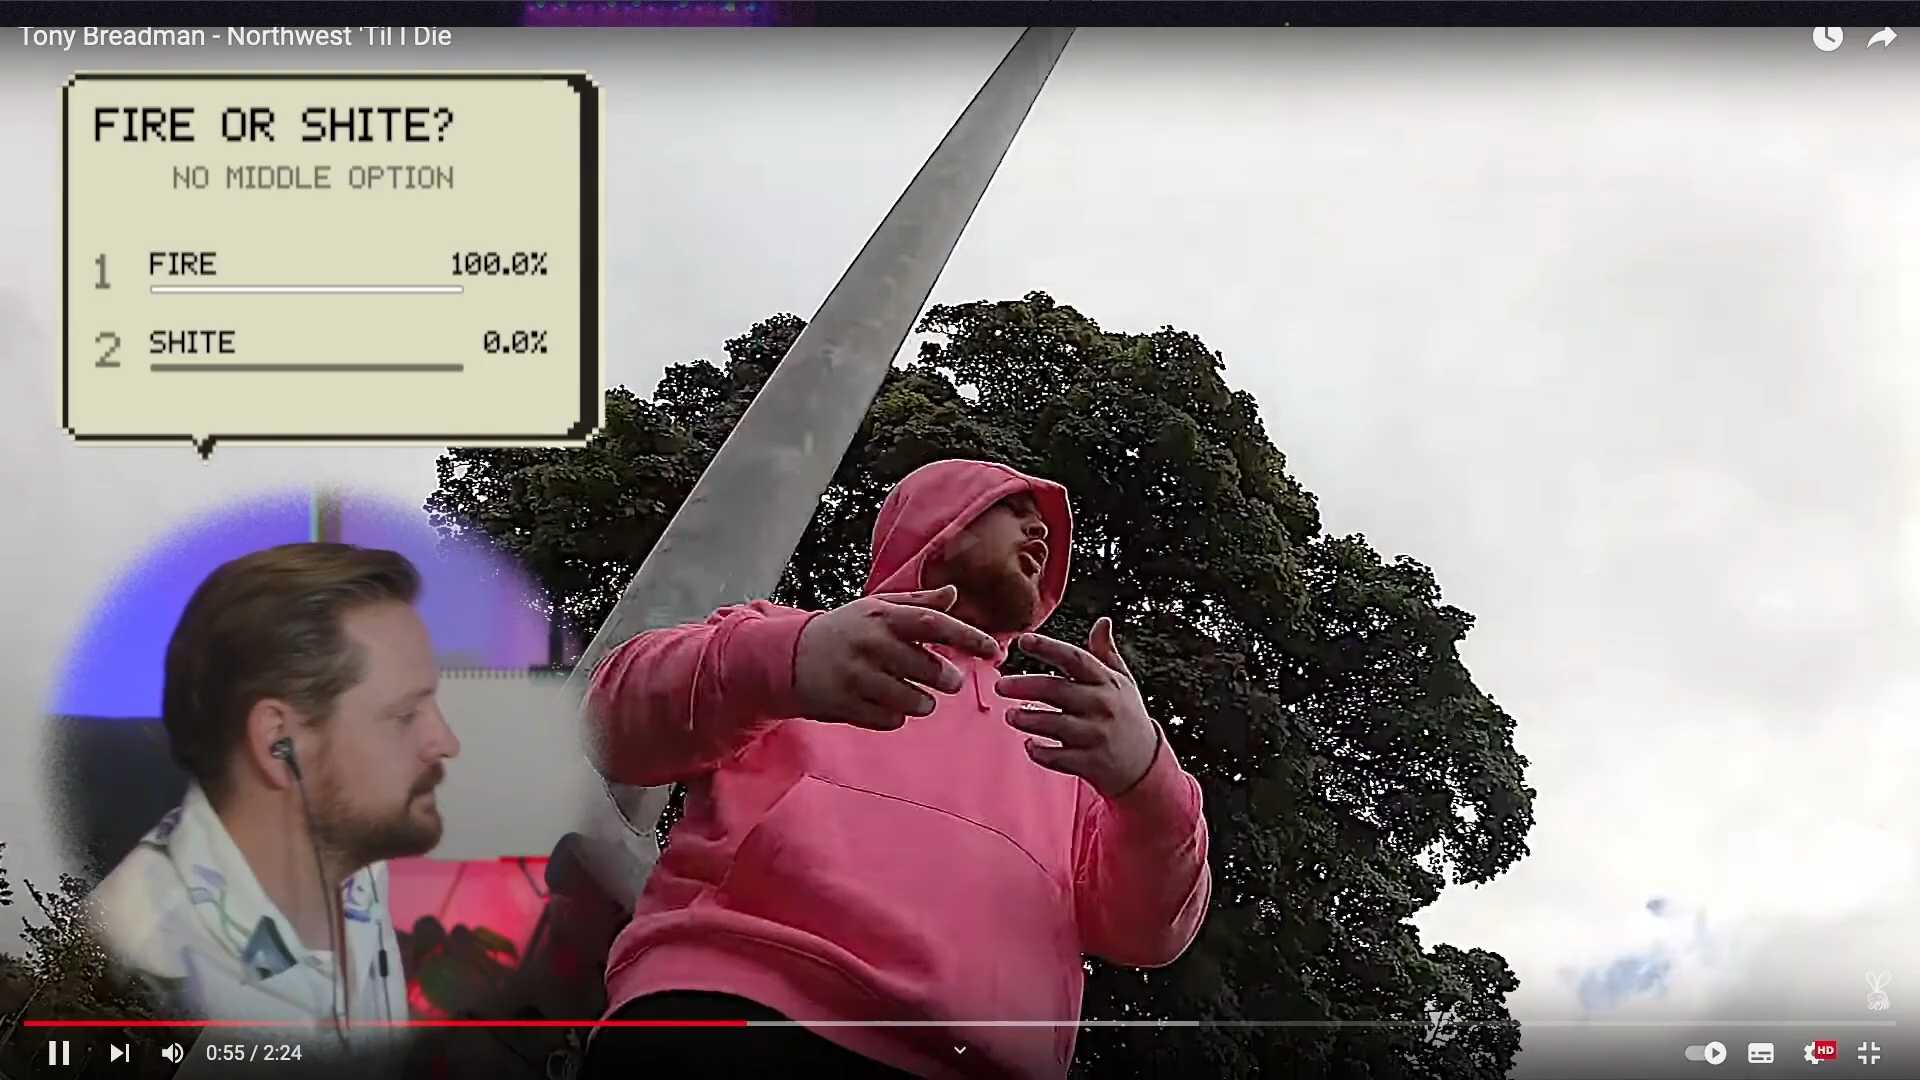 Tony Breadman - Northwest 'Til I Die
FIRE OR SHITE?
NO MIDDLE OPTION
1 FIRE 100.0%
2 SHITE 0.0%
0:55 / 2:24
HD